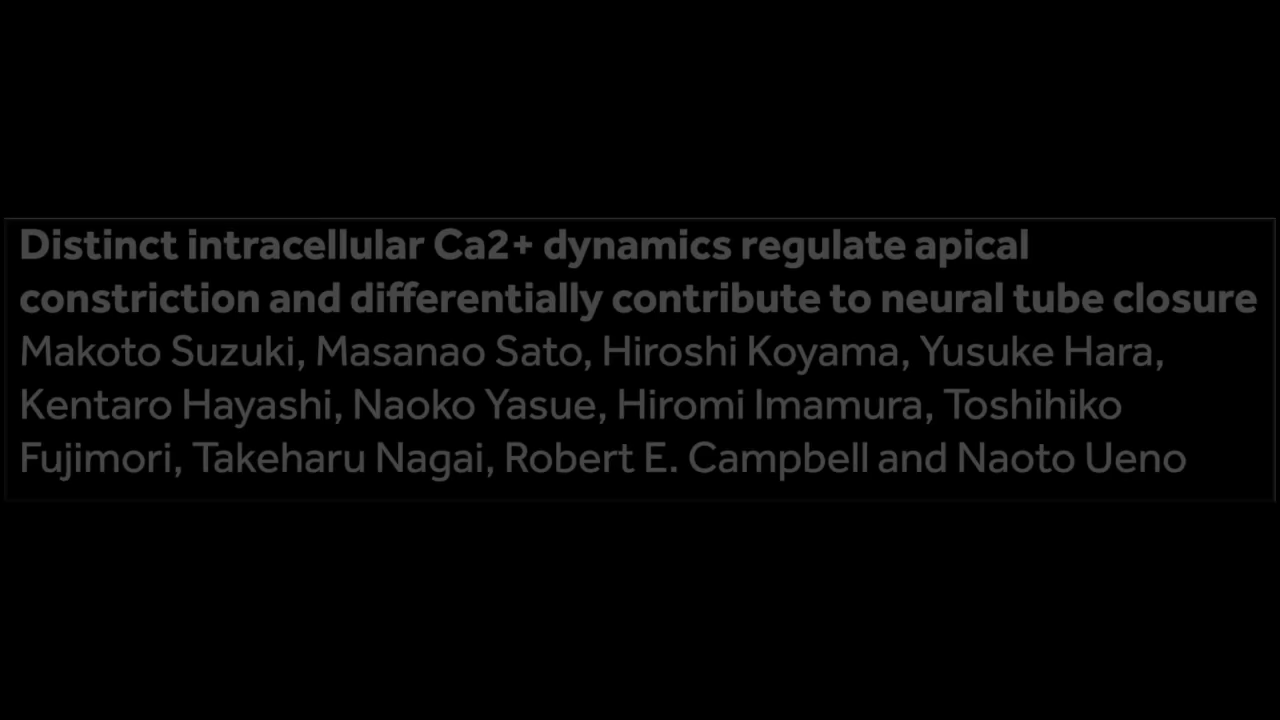 Distinct intracellular Ca2+ dynamics regulate apical
constriction and differentially contribute to neural tube closure
Makoto Suzuki, Masanao Sato, Hiroshi Koyama, Yusuke Hara,
Kentaro Hayashi, Naoko Yasue, Hiromi Imamura, Toshihiko
Fujimori, Takeharu Nagai, Robert E. Campbell and Naoto Ueno